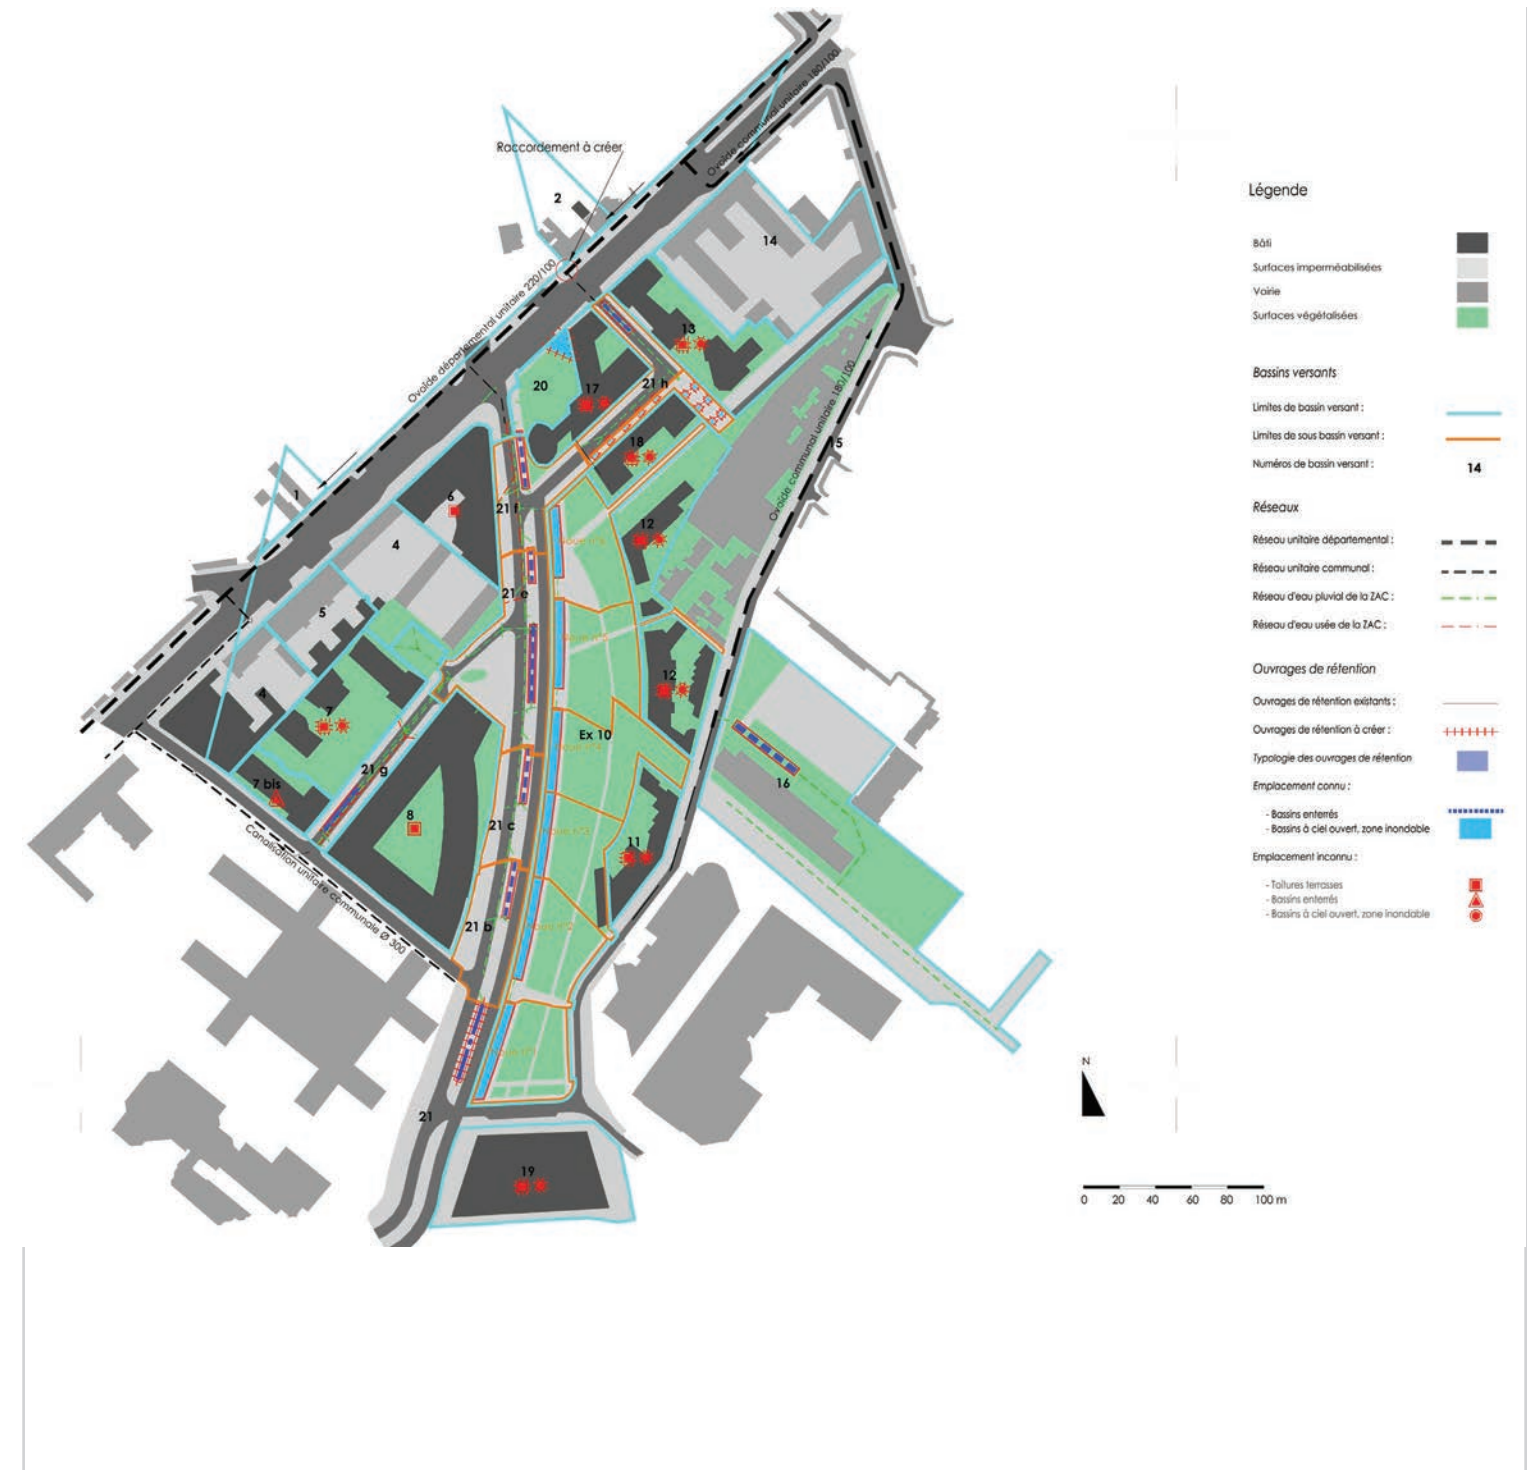 Ovoïde communal unitaire 180/100
Raccordement à créer
2
14
Ovoïde départemental unitaire 220/100
13
20
17
21 h
Ovoïde communal unitaire 180/100
15
18
1
6
21 f
12
4
21 e
5
12
4
7
Ex 10
21 g
16
7 bis
8
21 c
11
Canalisation unitaire communale Ø 300
21 b
21
19
Légende
Bâti
Surfaces imperméabilisées
Voirie
Surfaces végétalisées
Bassins versants
Limites de bassin versant :
Limites de sous bassin versant :
Numéros de bassin versant :
14
Réseaux
Réseau unitaire départemental :
Réseau unitaire communal :
Réseau d'eau pluvial de la ZAC :
Réseau d'eau usée de la ZAC :
Ouvrages de rétention
Ouvrages de rétention existants :
Ouvrages de rétention à créer :
Typologie des ouvrages de rétention
Emplacement connu :
- Bassins enterrés
- Bassins à ciel ouvert, zone inondable
Emplacement inconnu :
- Toitures terrasses
- Bassins enterrés
- Bassins à ciel ouvert, zone inondable
N
0 20 40 60 80 100 m